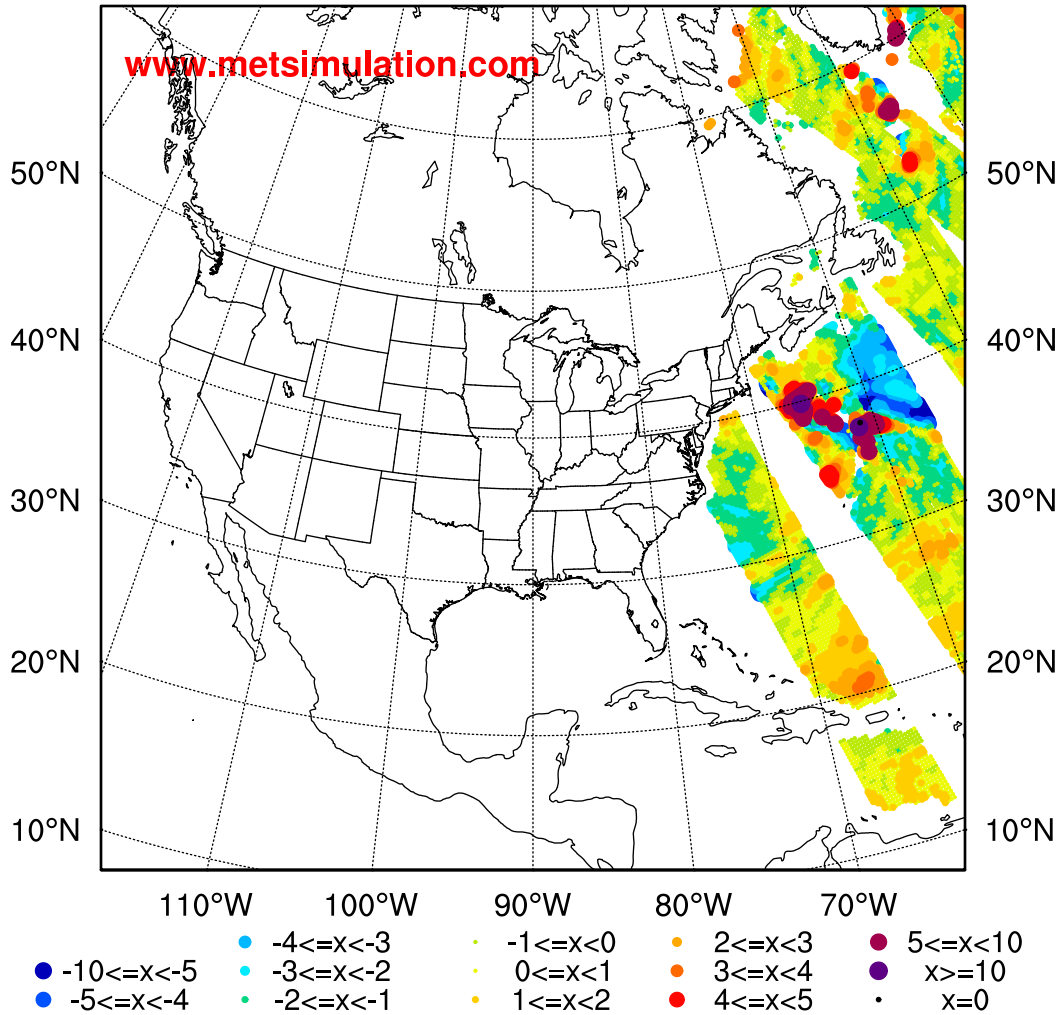 www.metsimulation.com
50°N 50°N
40°N 40°N
30°N 30°N
20°N 20°N
10°N 10°N
110°W 100°W 90°W 80°W 70°W
-4<=x<-3 -1<=x<0 2<=x<3 5<=x<10
-10<=x<-5 -3<=x<-2 0<=x<1 3<=x<4 x>=10
-5<=x<-4 -2<=x<-1 1<=x<2 4<=x<5 x=0